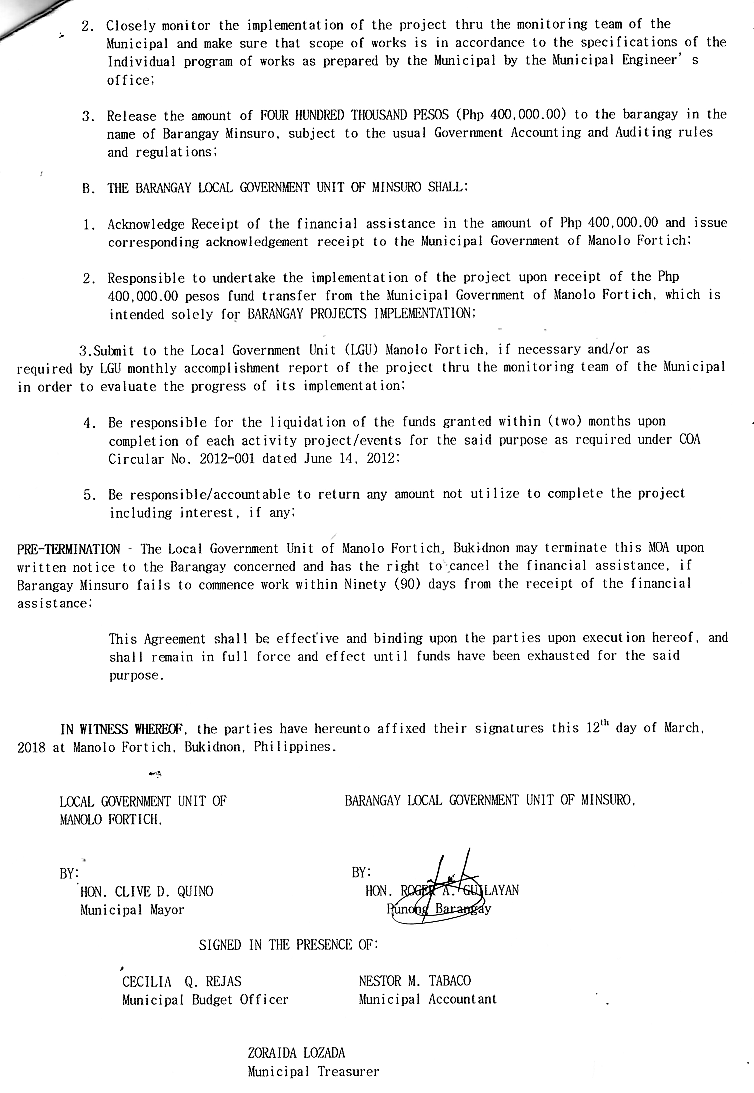 2. Closely monitor the implementation of the project thru the monitoring team of the
Municipal and make sure that scope of works is in accordance to the specifications of the
Individual program of works as prepared by the Municipal by the Municipal Engineer' s
office;
3. Release the amount of FOUR HUNDRED THOUSAND PESOS (Php 400,000.00) to the barangay in the
name of Barangay Minsuro, subject to the usual Government Accounting and Auditing rules
and regulations;
B. THE BARANGAY LOCAL GOVERNMENT UNIT OF MINSURO SHALL:
1. Acknowledge Receipt of the financial assistance in the amount of Php 400,000.00 and issue
corresponding acknowledgement receipt to the Municipal Government of Manolo Fortich;
2. Responsible to undertake the implementation of the project upon receipt of the Php
400,000.00 pesos fund transfer from the Municipal Government of Manolo Fortich, which is
intended solely for BARANGAY PROJECTS IMPLEMENTATION;
3.Submit to the Local Government Unit (LGU) Manolo Fortich, if necessary and/or as
required by LGU monthly accomplishment report of the project thru the monitoring team of the Municipal
in order to evaluate the progress of its implementation;
4. Be responsible for the liquidation of the funds granted within (two) months upon
completion of each activity project/events for the said purpose as required under COA
Circular No. 2012-001 dated June 14, 2012;
5. Be responsible/accountable to return any amount not utilize to complete the project
including interest, if any;
PRE-TERMINATION - The Local Government Unit of Manolo Fortich, Bukidnon may terminate this MOA upon
written notice to the Barangay concerned and has the right to cancel the financial assistance, if
Barangay Minsuro fails to commence work within Ninety (90) days from the receipt of the financial
assistance;
This Agreement shall be effective and binding upon the parties upon execution hereof, and
shall remain in full force and effect until funds have been exhausted for the said
purpose.
IN WITNESS WHEREOF, the parties have hereunto affixed their signatures this 12th day of March,
2018 at Manolo Fortich, Bukidnon, Philippines.
LOCAL GOVERNMENT UNIT OF BARANGAY LOCAL GOVERNMENT UNIT OF MINSURO,
MANOLO FORTICH,
BY: BY:
HON. CLIVE D. QUINO HON. ROGER A. GULAYAN
Municipal Mayor Punong Barangay
SIGNED IN THE PRESENCE OF:
CECILIA Q. REJAS NESTOR M. TABACO
Municipal Budget Officer Municipal Accountant
ZORAIDA LOZADA
Municipal Treasurer